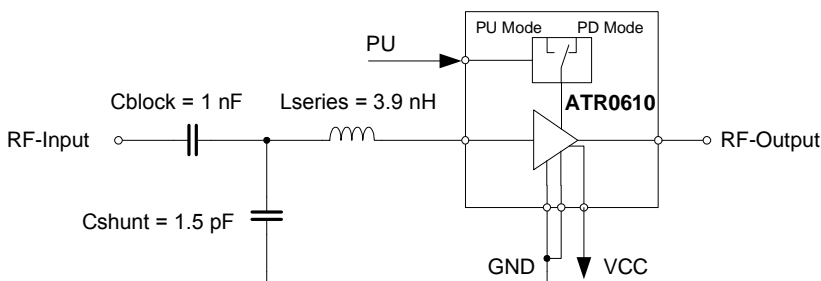 PU Mode PD Mode
PU
ATR0610
Cblock = 1 nF Lseries = 3.9 nH
RF-Input
RF-Output
Cshunt = 1.5 pF
GND VCC